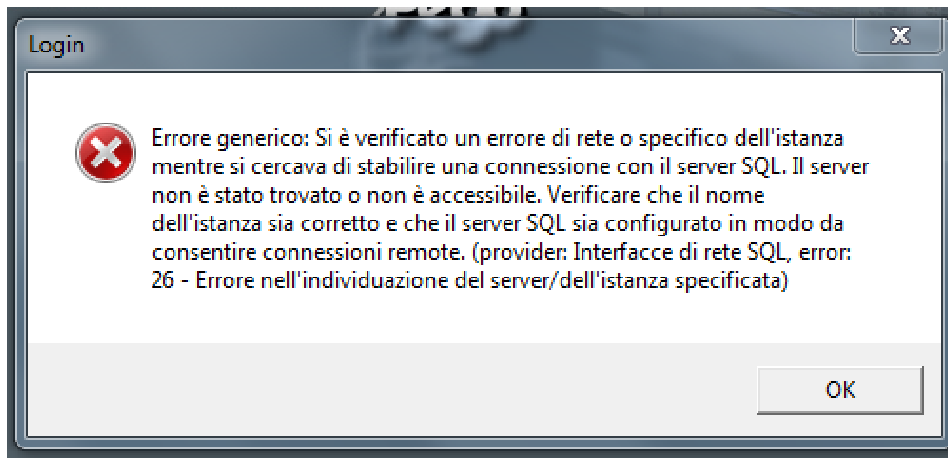 Login
Errore generico: Si è verificato un errore di rete o specifico dell'istanza
mentre si cercava di stabilire una connessione con il server SQL. Il server
non è stato trovato o non è accessibile. Verificare che il nome
dell'istanza sia corretto e che il server SQL sia configurato in modo da
consentire connessioni remote. (provider: Interfacce di rete SQL, error:
26 - Errore nell'individuazione del server/dell'istanza specificata)
OK